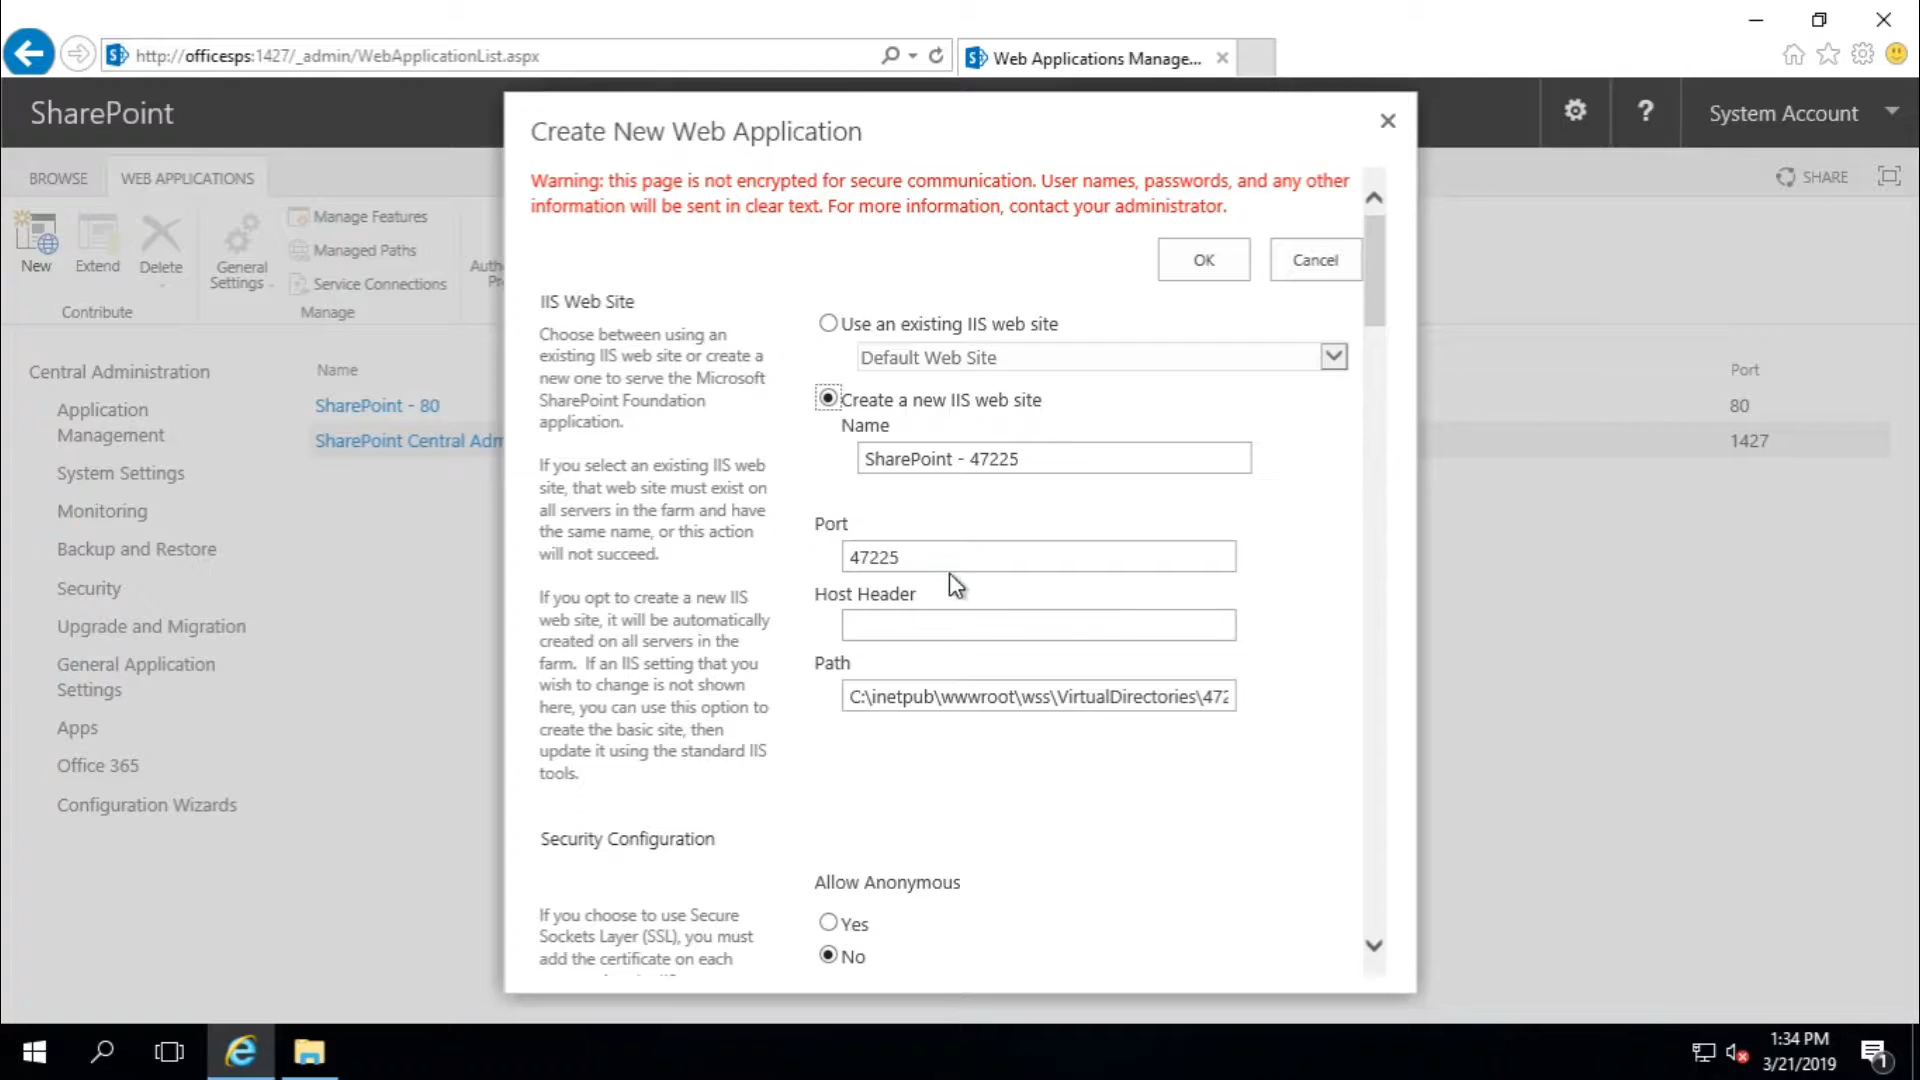 http://officesps:1427/_admin/WebApplicationList.aspx
Web Applications Manage...
SharePoint
System Account
BROWSE
WEB APPLICATIONS
SHARE
New
Extend
Delete
General
Settings
Manage Features
Managed Paths
Service Connections
Contribute
Manage
Central Administration
Application
Management
System Settings
Monitoring
Backup and Restore
Security
Upgrade and Migration
General Application
Settings
Apps
Office 365
Configuration Wizards
Name
SharePoint - 80
SharePoint Central Adm
Port
80
1427
Create New Web Application
Warning: this page is not encrypted for secure communication. User names, passwords, and any other
information will be sent in clear text. For more information, contact your administrator.
OK
Cancel
IIS Web Site
Choose between using an
existing IIS web site or create a
new one to serve the Microsoft
SharePoint Foundation
application.
If you select an existing IIS web
site, that web site must exist on
all servers in the farm and have
the same name, or this action
will not succeed.
If you opt to create a new IIS
web site, it will be automatically
created on all servers in the
farm. If an IIS setting that you
wish to change is not shown
here, you can use this option to
create the basic site, then
update it using the standard IIS
tools.
Use an existing IIS web site
Default Web Site
Create a new IIS web site
Name
SharePoint - 47225
Port
47225
Host Header
Path
C:\inetpub\wwwroot\wss\VirtualDirectories\472
Security Configuration
If you choose to use Secure
Sockets Layer (SSL), you must
add the certificate on each
Allow Anonymous
Yes
No
1:34 PM
3/21/2019
1